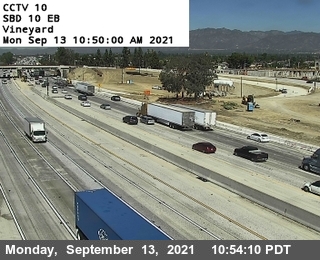 CCTV 10
SBD 10 EB
Vineyard
Mon Sep 13 10:50:00 AM 2021
Monday, September 13, 2021 10:54:10 PDT